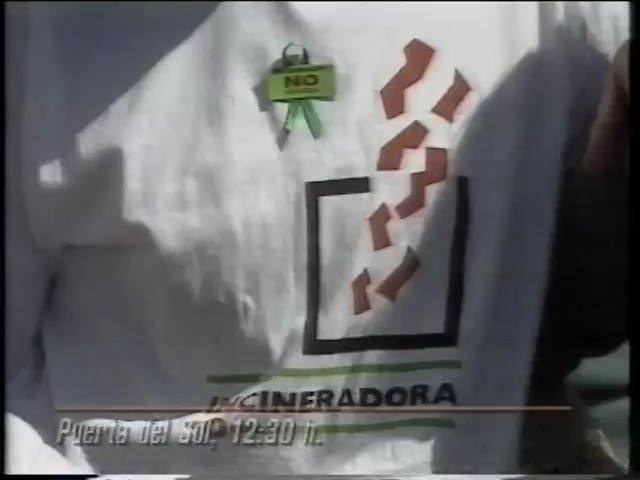 NO
INCINERADORA
Puerta del Sol, 12:30 h.